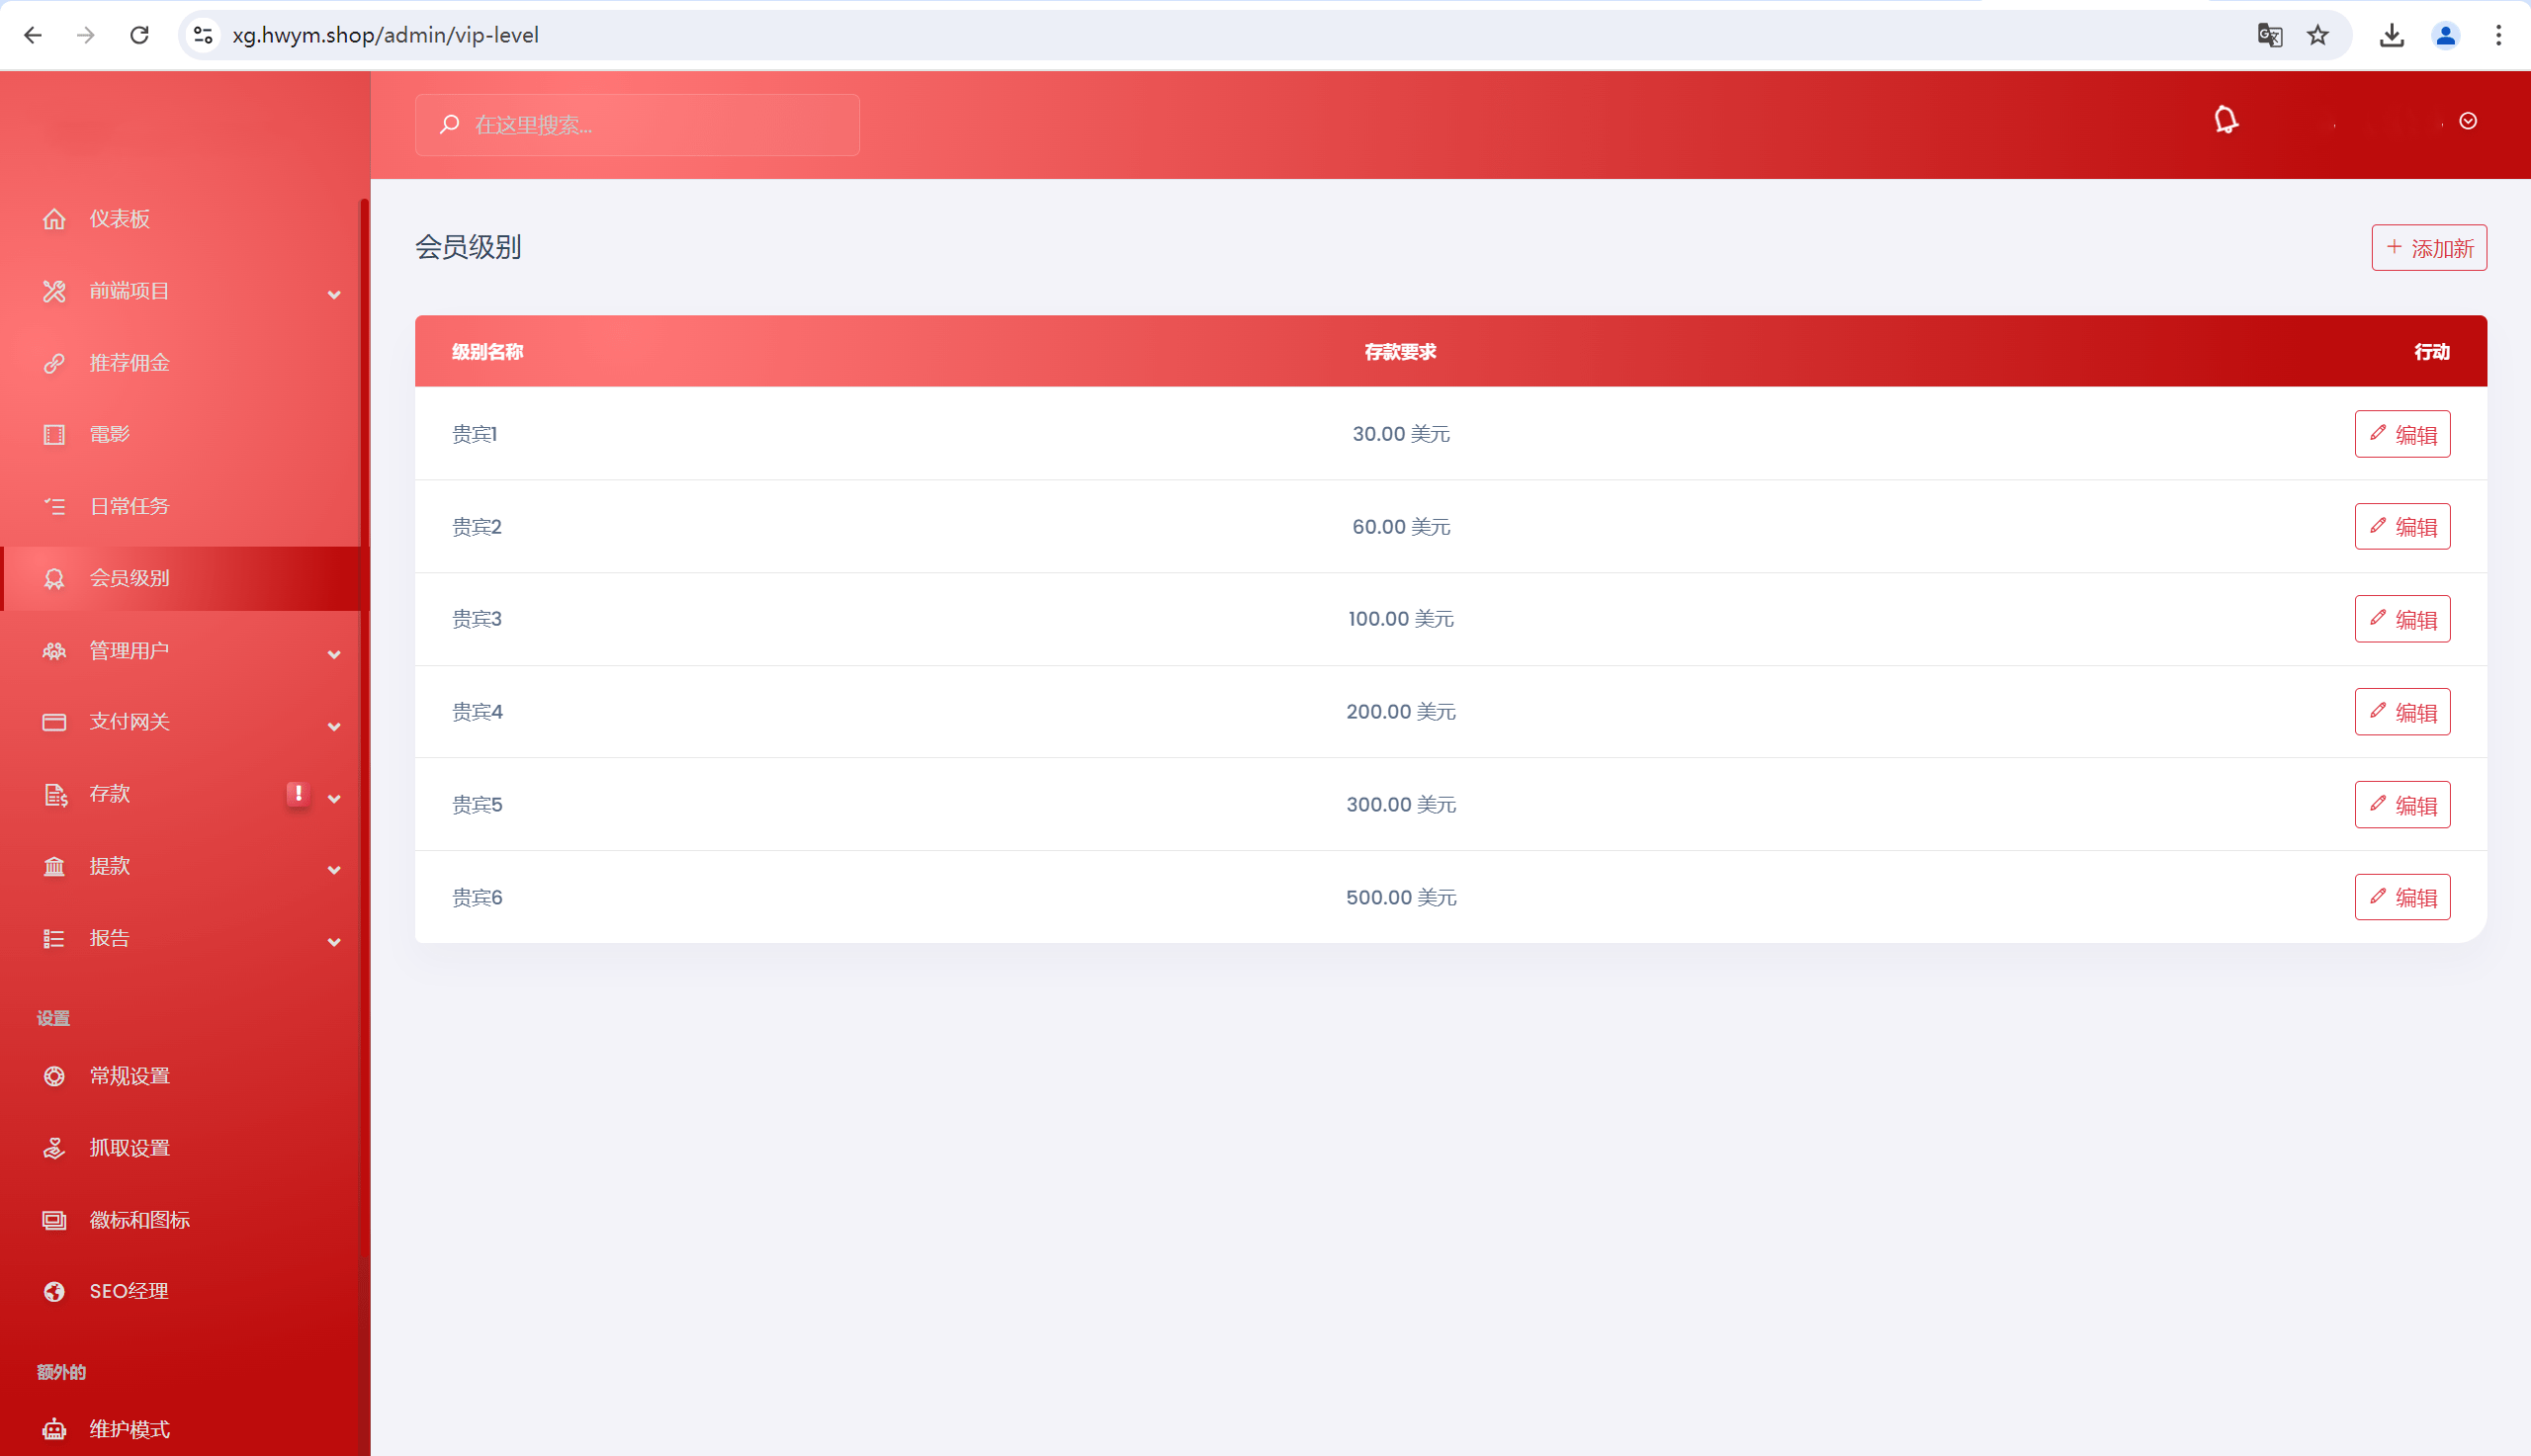 xg.hwym.shop/admin/vip-level
在这里搜索...
仪表板
前端项目
推荐佣金
電影
日常任务
会员级别
管理用户
支付网关
存款
!
提款
报告
设置
常规设置
抓取设置
徽标和图标
SEO经理
额外的
维护模式
会员级别
添加新
级别名称 存款要求 行动
贵宾1 30.00 美元 编辑
贵宾2 60.00 美元 编辑
贵宾3 100.00 美元 编辑
贵宾4 200.00 美元 编辑
贵宾5 300.00 美元 编辑
贵宾6 500.00 美元 编辑